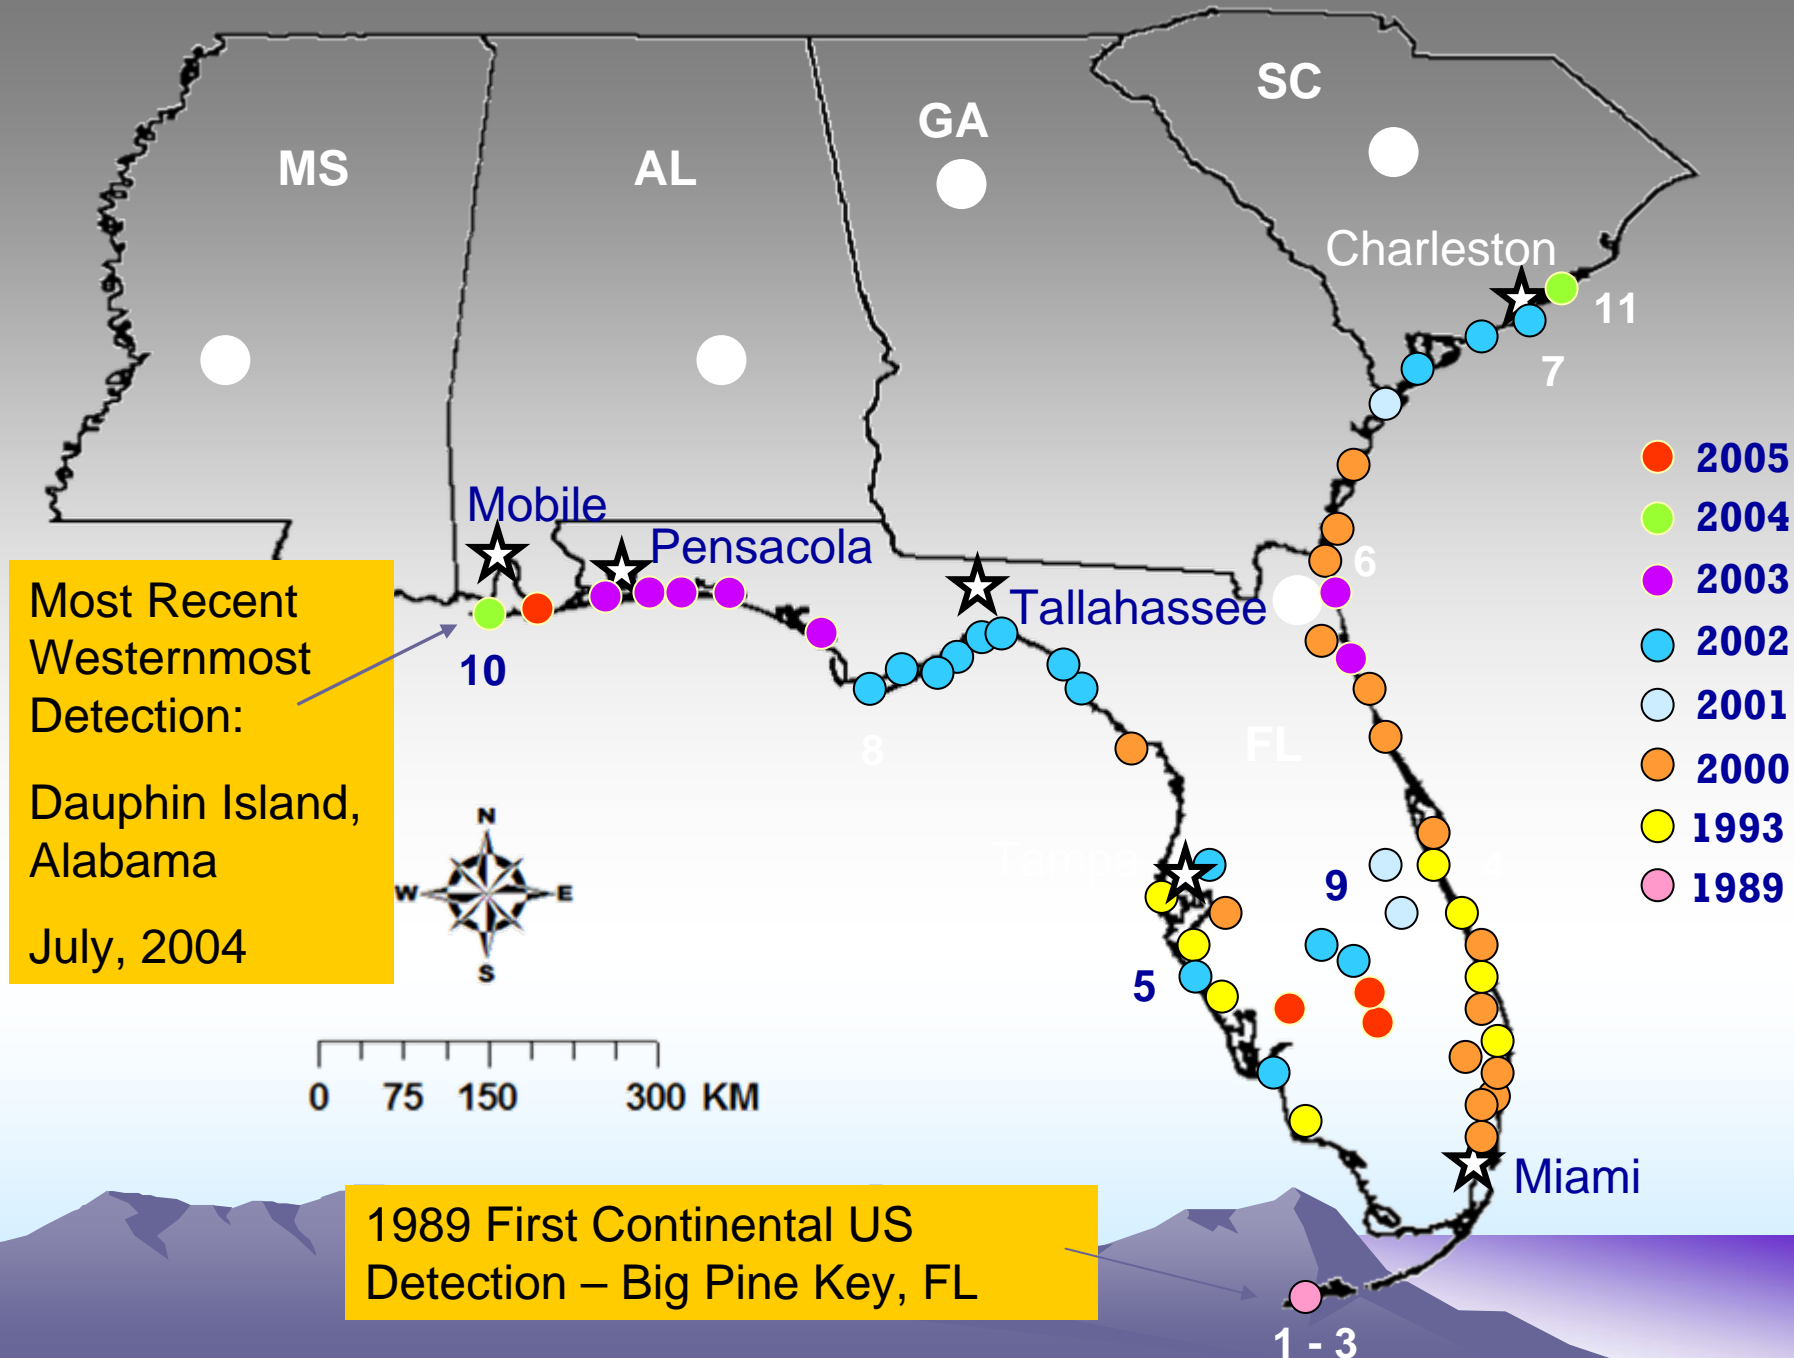 SC
GA
MS
AL
Charleston
11
7
2005
Mobile
2004
Pensacola
6
2003
Most Recent
Westernmost
Detection:
Dauphin Island,
Alabama
July, 2004
Tallahassee
2002
10
2001
8
FL
2000
N
W
E
S
1993
Tampa
4
9
1989
5
0 75 150 300 KM
Miami
1989 First Continental US
Detection – Big Pine Key, FL
1 - 3